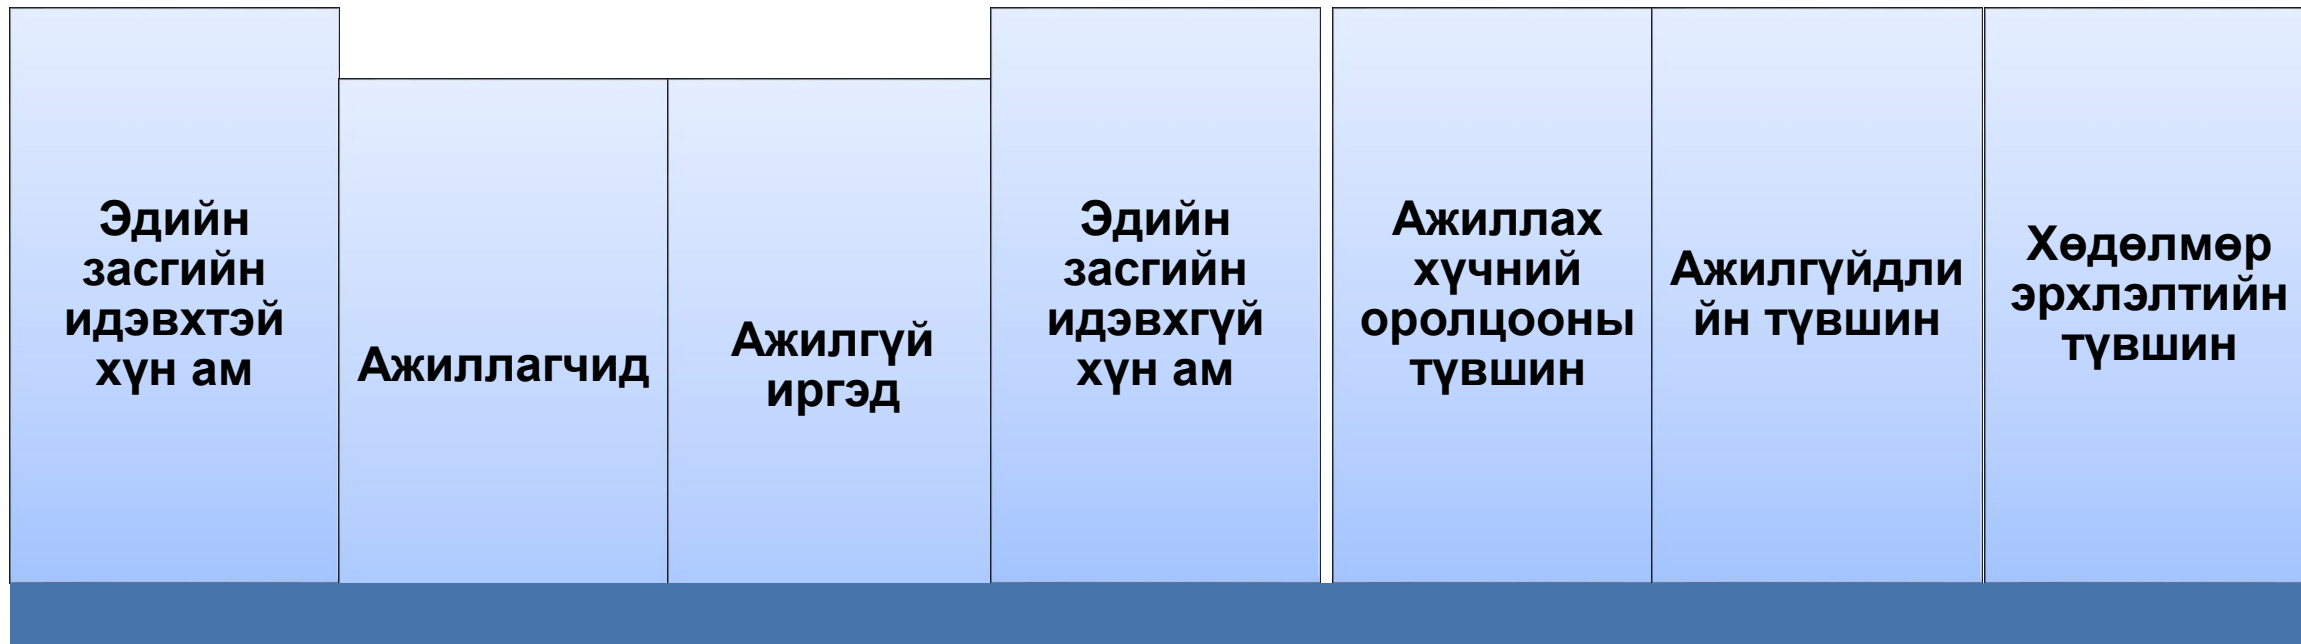 Эдийн
засгийн
идэвхтэй
хүн ам
Ажиллагчид
Ажилгүй
иргэд
Эдийн
засгийн
идэвхгүй
хүн ам
Ажиллах
хүчний
оролцооны
түвшин
Ажилгүйдли
йн түвшин
Хөдөлмөр
эрхлэлтийн
түвшин